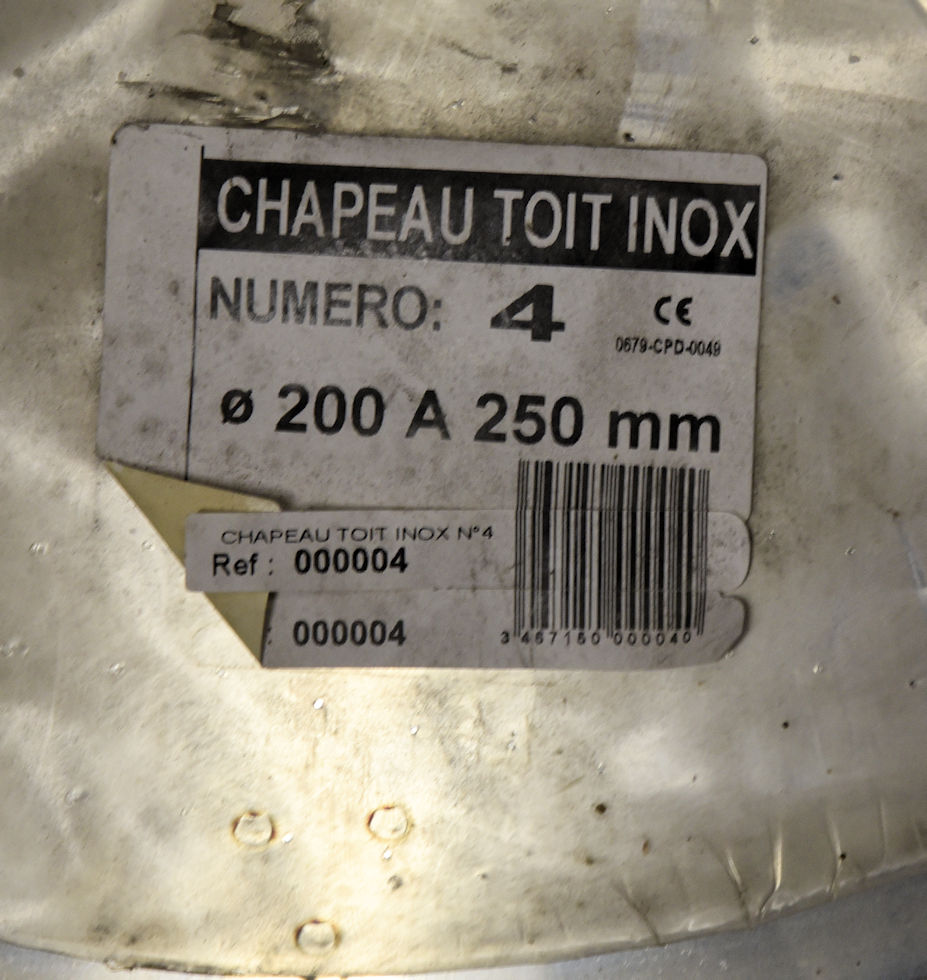 CHAPEAU TOIT INOX
NUMERO: 4 CE
0679-CPD-0049
ø 200 A 250 mm
CHAPEAU TOIT INOX N°4
Ref : 000004
: 000004
3 467160 000040